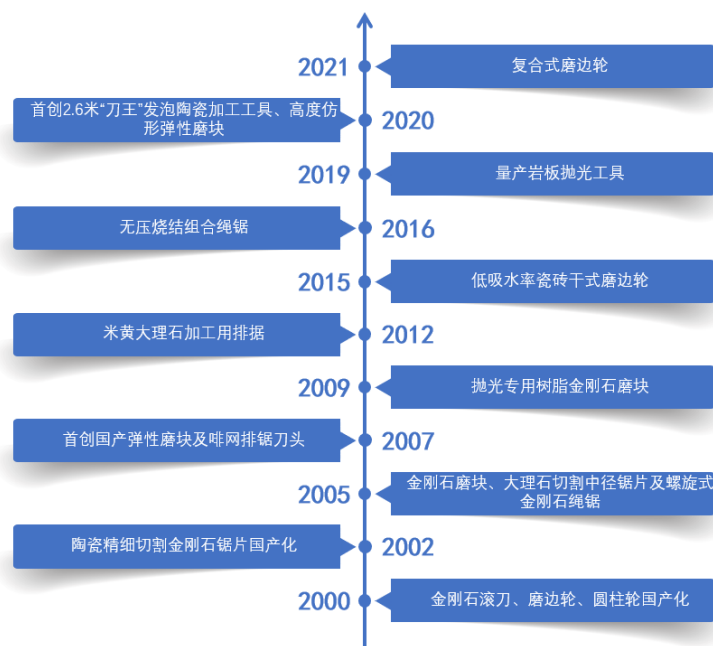 2021
复合式磨边轮
首创2.6米“刀王”发泡陶瓷加工工具、高度仿
形弹性磨块
2020
2019
量产岩板抛光工具
无压烧结组合绳锯
2016
2015
低吸水率瓷砖干式磨边轮
米黄大理石加工用排据
2012
2009
抛光专用树脂金刚石磨块
首创国产弹性磨块及啡网排锯刀头
2007
2005
金刚石磨块、大理石切割中径锯片及螺旋式
金刚石绳锯
陶瓷精细切割金刚石锯片国产化
2002
2000
金刚石滚刀、磨边轮、圆柱轮国产化